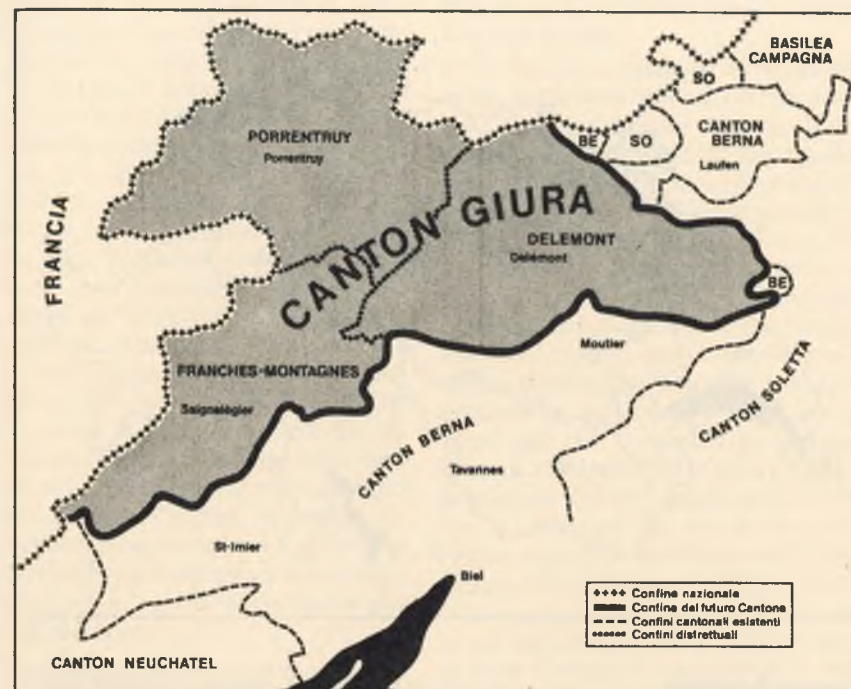 BASILEA
CAMPAGNA
SO
PORRENTRUY
Porrentruy
BE
SO
CANTON
BERNA
Laufen
FRANCIA
CANTON GIURA
DELEMONT
Délémont
BE
Moutier
FRANCHES-MONTAGNES
Saignelégier
CANTON SOLETTA
CANTON BERNA
Tavannes
St-Imier
Biel
CANTON NEUCHATEL
Confine nazionale
Confine del futuro Cantone
Confini cantonali esistenti
Confini distrettuali